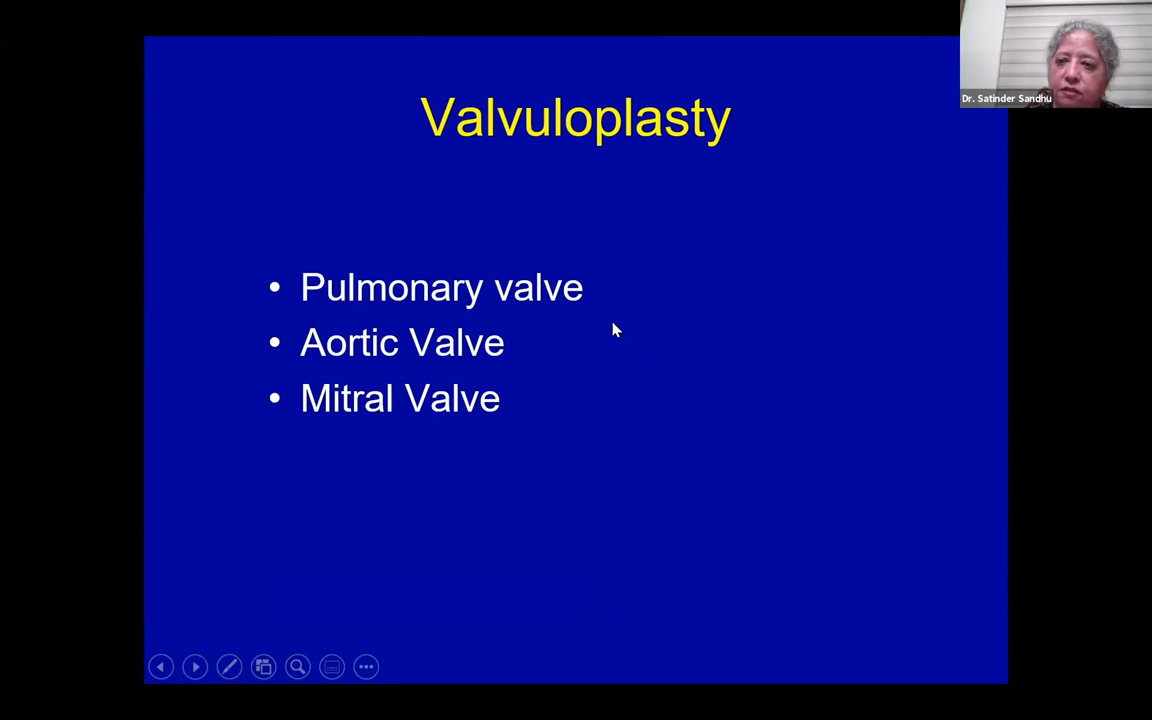 Dr. Satinder Sandhu
Valvuloplasty
• Pulmonary valve
• Aortic Valve
• Mitral Valve